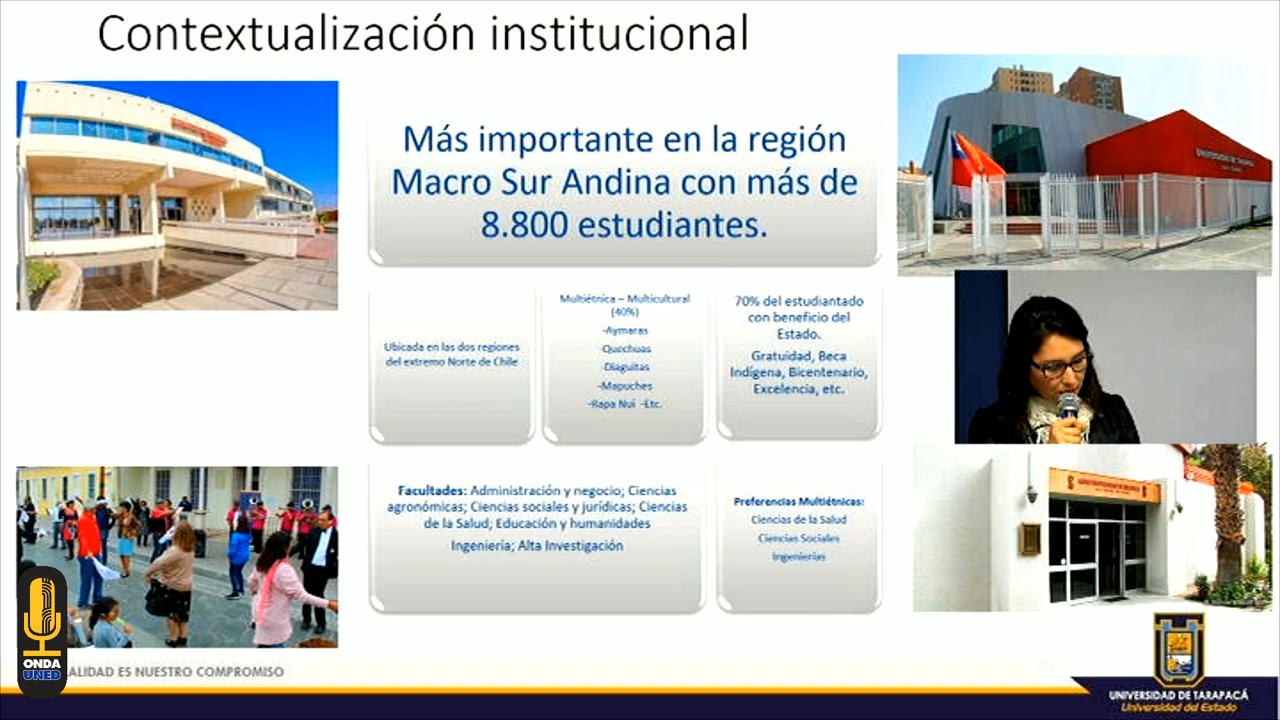 Contextualización institucional
Más importante en la región
Macro Sur Andina con más de
8.800 estudiantes.
Ubicada en las dos regiones
del extremo Norte de Chile
Multiétnica – Multicultural
(40%)
-Aymaras
Quechuas
Diaguitas
-Mapuches
-Rapa Nui -Etc.
70% del estudiantado
con beneficio del
Estado.
Gratuidad, Beca
Indígena, Bicentenario,
Excelencia, etc.
Facultades: Administración y negocio; Ciencias
agronómicas; Ciencias sociales y jurídicas; Ciencias
de la Salud; Educación y humanidades
Ingeniería; Alta Investigación
Preferencias Multiétnicas:
Ciencias de la Salud
Ciencias Sociales
Ingenierías
UNIVERSIDAD DE TARAPACÁ
ONDA
UNED
ALIDAD ES NUESTRO COMPROMISO
UNIVERSIDAD DE TARAPACÁ
Universidad del Estado